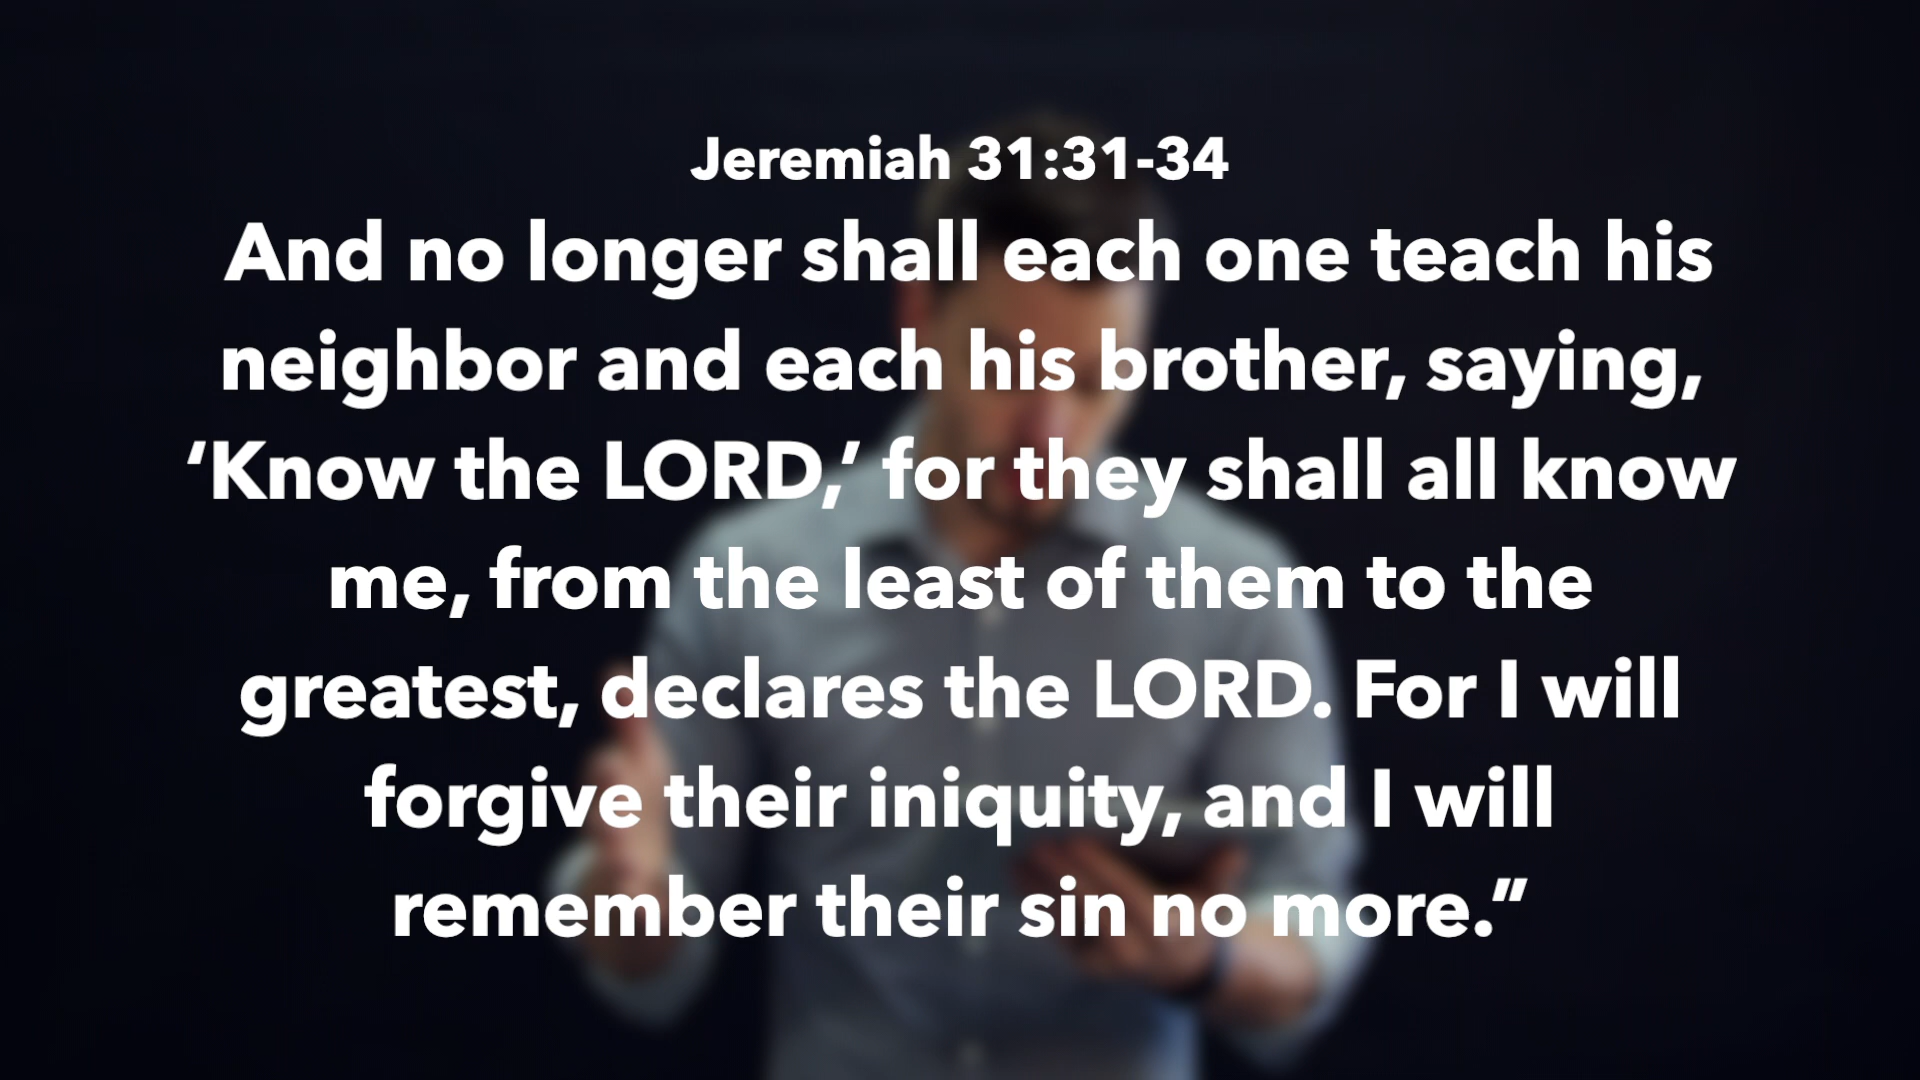 Jeremiah 31:31-34
And no longer shall each one teach his
neighbor and each his brother, saying,
‘Know the LORD,’ for they shall all know
me, from the least of them to the
greatest, declares the LORD. For I will
forgive their iniquity, and I will
remember their sin no more.”